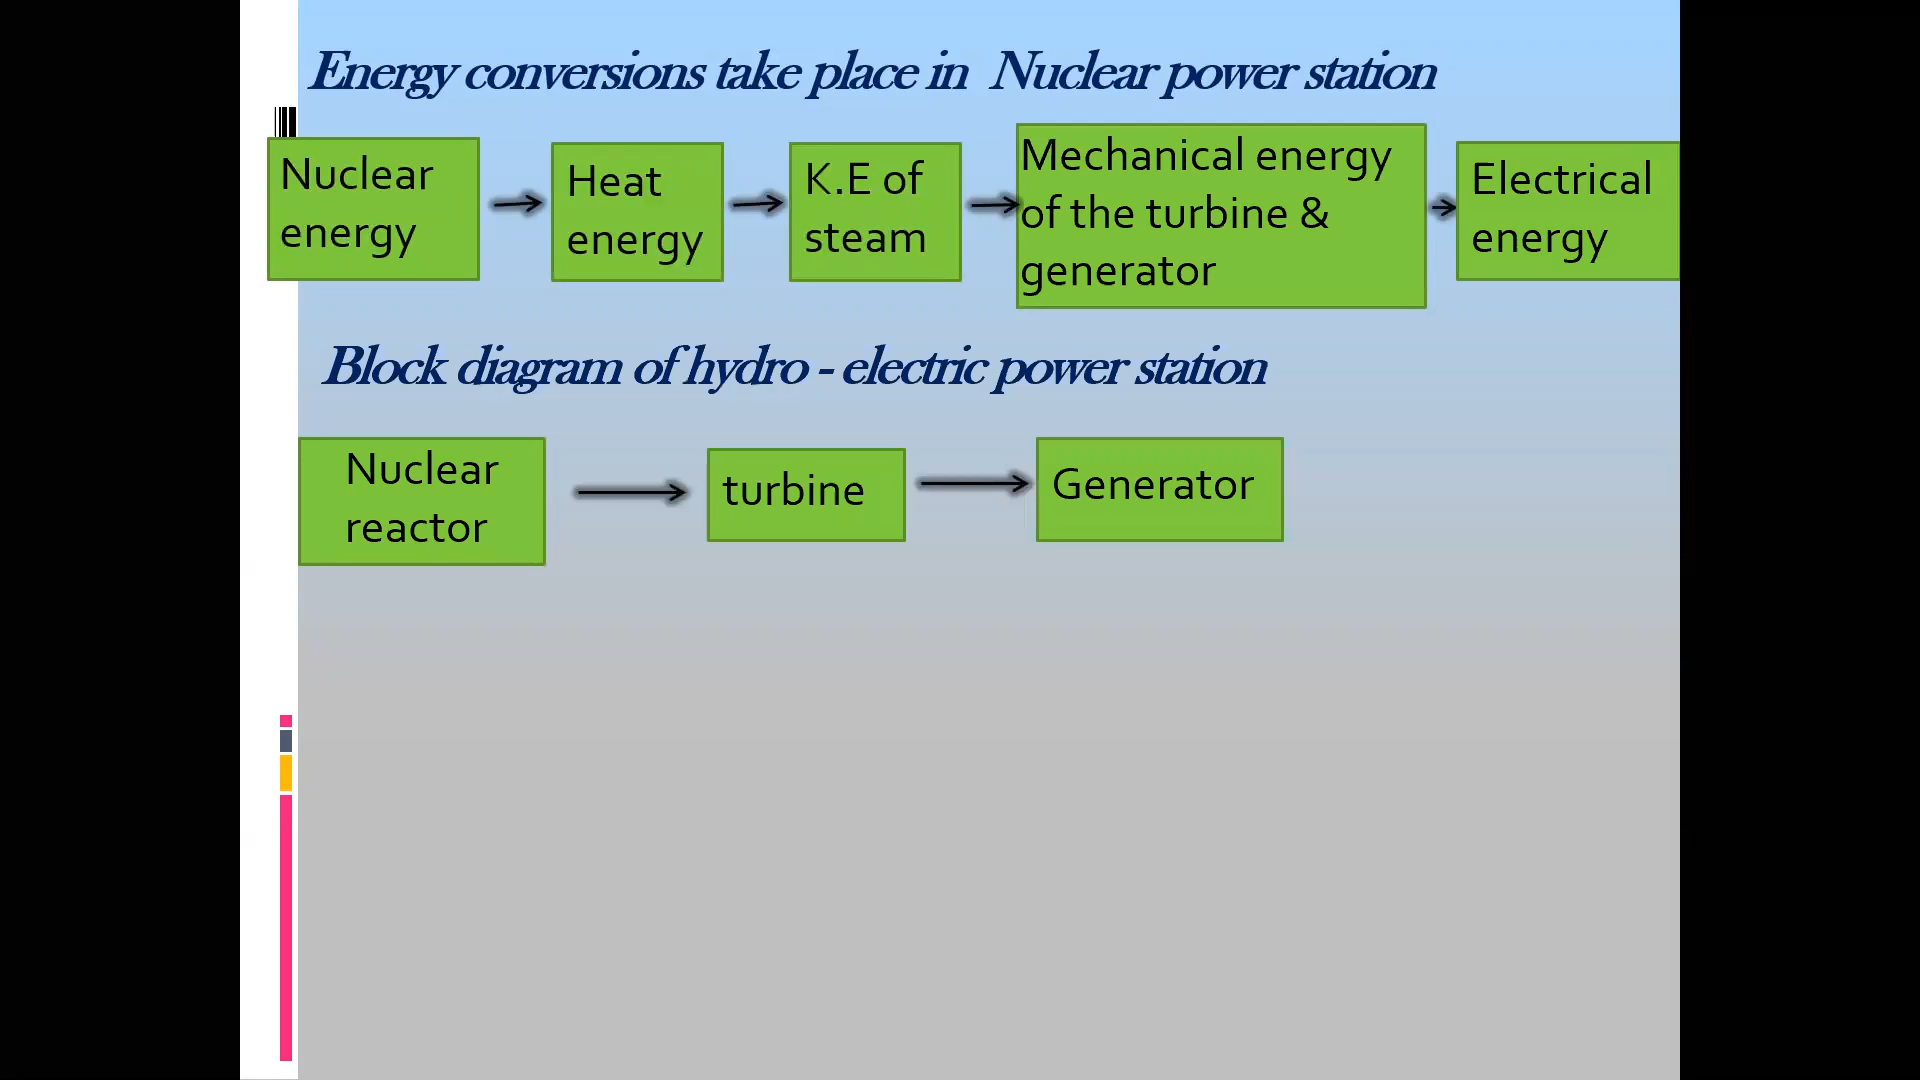 Energy conversions take place in Nuclear power station
Nuclear
energy
Heat
energy
K.E of
steam
Mechanical energy
of the turbine &
generator
Electrical
energy
Block diagram of hydro - electric power station
Nuclear
reactor
turbine
Generator